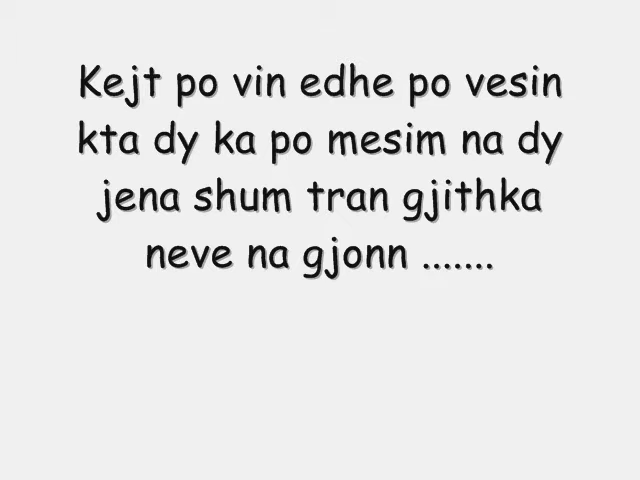 Kejt po vin edhe po vesin
kta dy ka po mesim na dy
jena shum tran gjithka
neve na gjonn .......